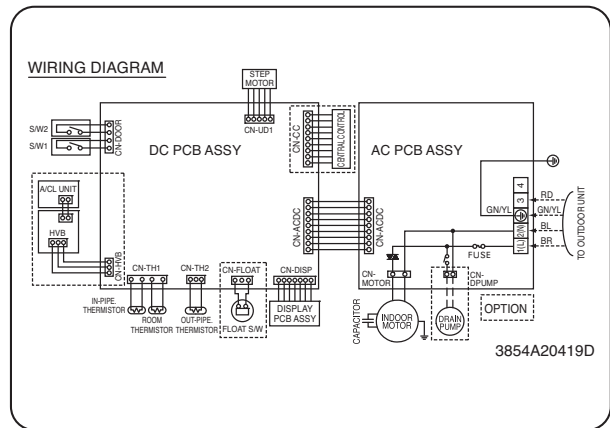 WIRING DIAGRAM
STEP
MOTOR
CN-UD1
S/W2
S/W1
CN-DOOR
DC PCB ASSY
CN-CC
CENTRAL CONTROL
AC PCB ASSY
4
3
2(N)
1(L)
GN/YL
RD
GN/YL
BL
BR
TO OUTDOOR UNIT
A/CL UNIT
HVB
CN-HVB
CN-ACDC
CN-ACDC
FUSE
CN-TH1
CN-TH2
CN-FLOAT
CN-DISP
CN-
MOTOR
CN-
DPUMP
IN-PIPE.
THERMISTOR
ROOM
THERMISTOR
OUT-PIPE.
THERMISTOR
FLOAT S/W
DISPLAY
PCB ASSY
CAPACITOR
INDOOR
MOTOR
DRAIN
PUMP
OPTION
3854A20419D